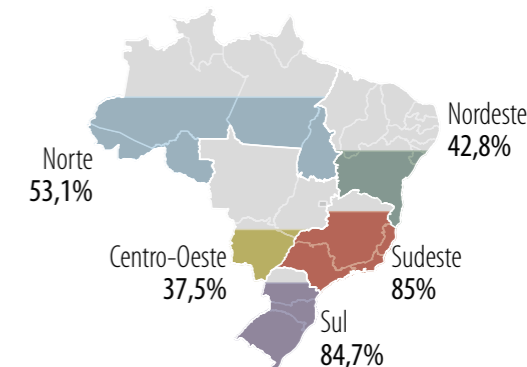 Nordeste
42,8%
Norte
53,1%
Centro-Oeste
37,5%
Sudeste
85%
Sul
84,7%